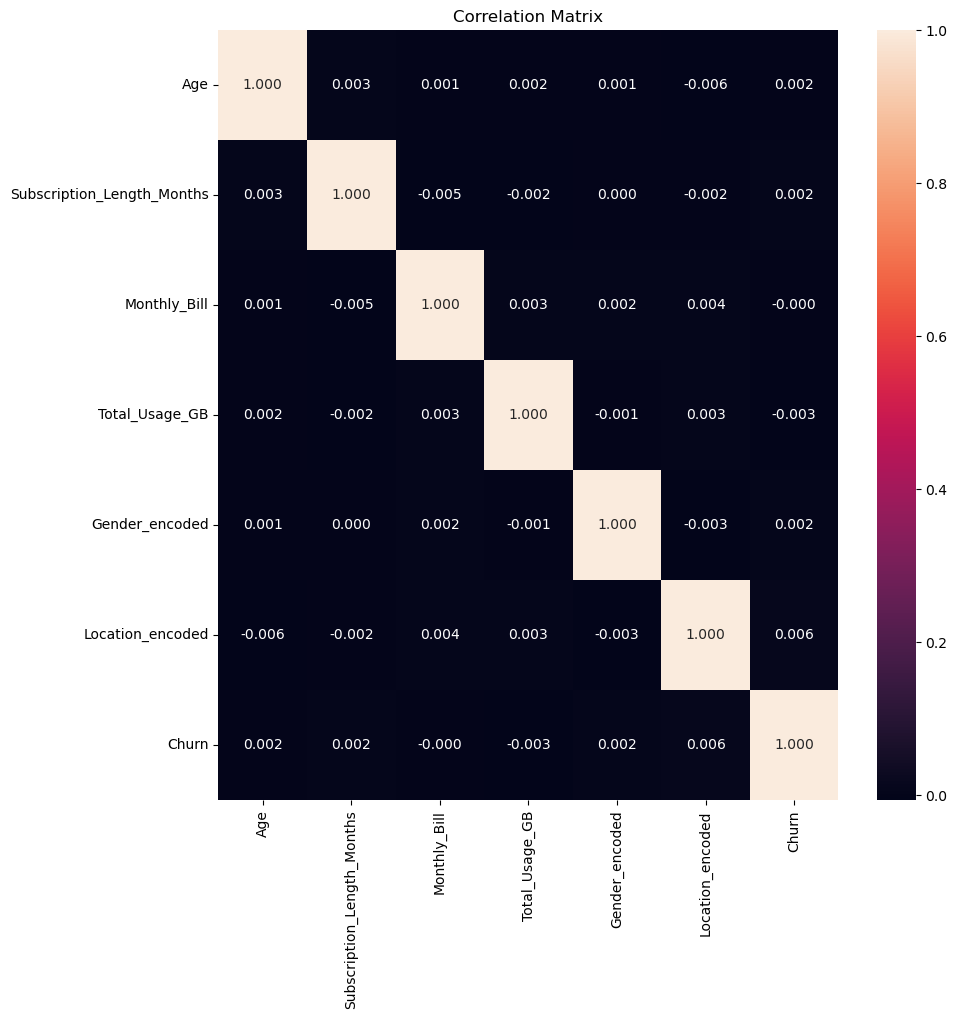 Correlation Matrix
Age 1.000 0.003 0.001 0.002 0.001 -0.006 0.002
Subscription_Length_Months 0.003 1.000 -0.005 -0.002 0.000 -0.002 0.002
Monthly_Bill 0.001 -0.005 1.000 0.003 0.002 0.004 -0.000
Total_Usage_GB 0.002 -0.002 0.003 1.000 -0.001 0.003 -0.003
Gender_encoded 0.001 0.000 0.002 -0.001 1.000 -0.003 0.002
Location_encoded -0.006 -0.002 0.004 0.003 -0.003 1.000 0.006
Churn 0.002 0.002 -0.000 -0.003 0.002 0.006 1.000
Age
Subscription_Length_Months
Monthly_Bill
Total_Usage_GB
Gender_encoded
Location_encoded
Churn
1.0
0.8
0.6
0.4
0.2
0.0